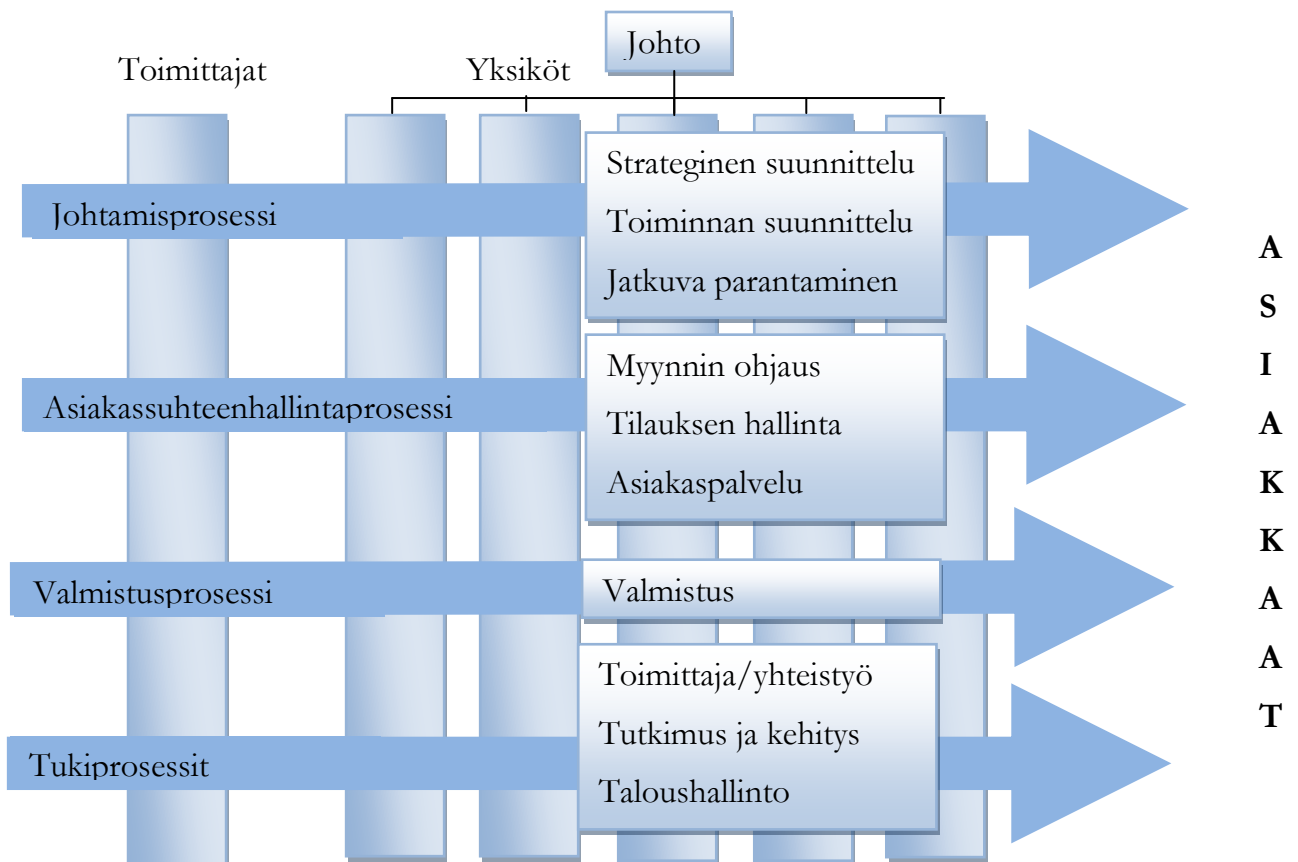 Johto
Toimittajat
Yksiköt
Johtamisprosessi
Strateginen suunnittelu
Toiminnan suunnittelu
Jatkuva parantaminen
Asiakassuhteenhallintaprosessi
Myynnin ohjaus
Tilauksen hallinta
Asiakaspalvelu
Valmistusprosessi
Valmistus
Tukiprosessit
Toimittaja/yhteistyö
Tutkimus ja kehitys
Taloushallinto
A
S
I
A
K
K
A
A
T